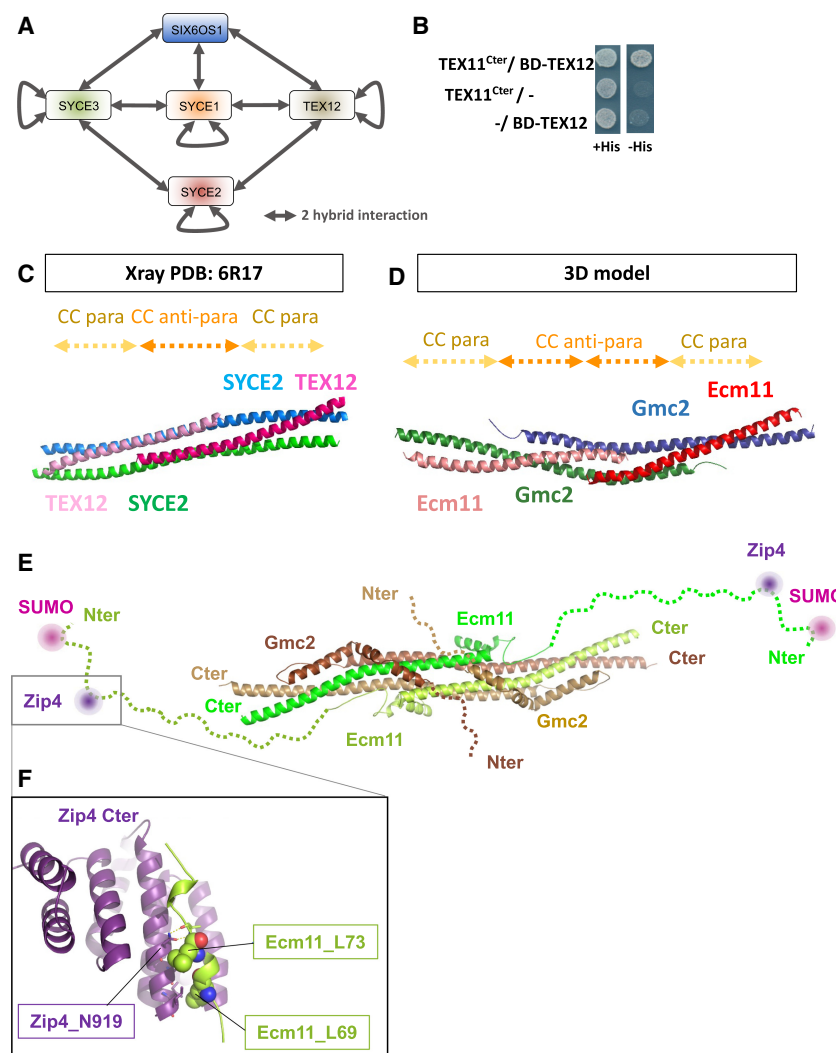 A
SIX6OS1
SYCE3
SYCE1
TEX12
SYCE2
2 hybrid interaction
B
TEX11Cter/ BD-TEX12
TEX11Cter / -
-/ BD-TEX12
+His -His
C
Xray PDB: 6R17
CC para CC anti-para CC para
SYCE2 TEX12
TEX12 SYCE2
D
3D model
CC para CC anti-para CC para
Ecm11
Gmc2
Ecm11
Gmc2
E
SUMO
Nter
Zip4
Cter
Cter
Gmc2
Ecm11
Nter
Ecm11
Nter
Gmc2
Cter
Cter
Zip4
SUMO
Nter
F
Zip4 Cter
Ecm11_L73
Zip4_N919
Ecm11_L69